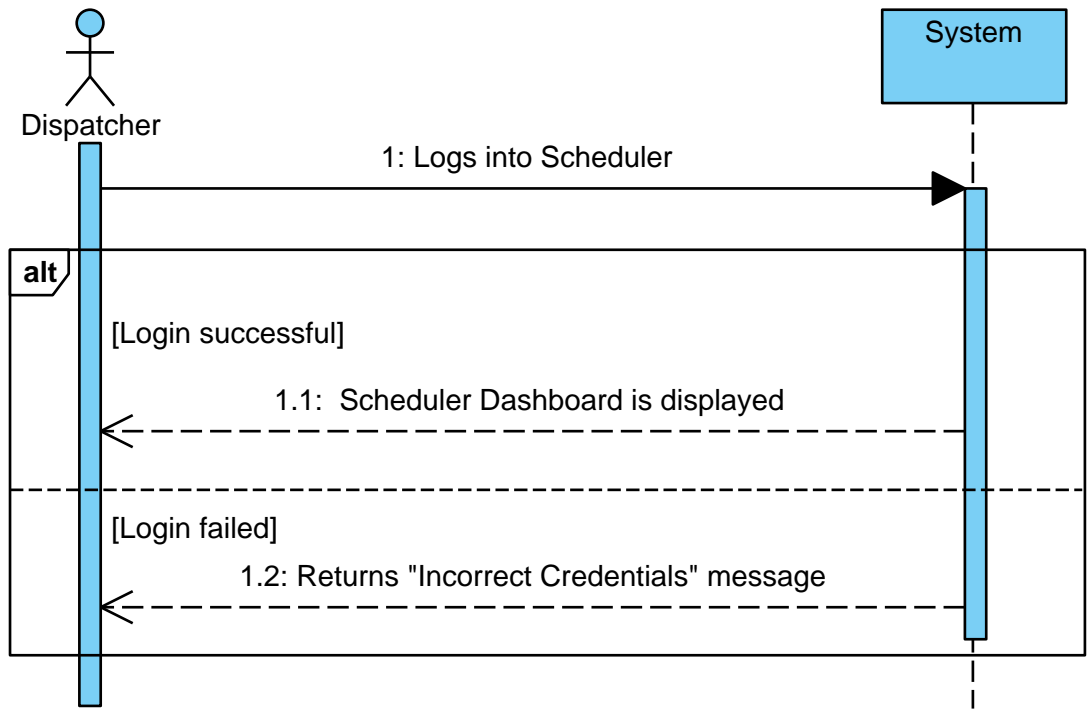 System
Dispatcher
1: Logs into Scheduler
alt
[Login successful]
1.1:  Scheduler Dashboard is displayed
[Login failed]
1.2: Returns "Incorrect Credentials" message